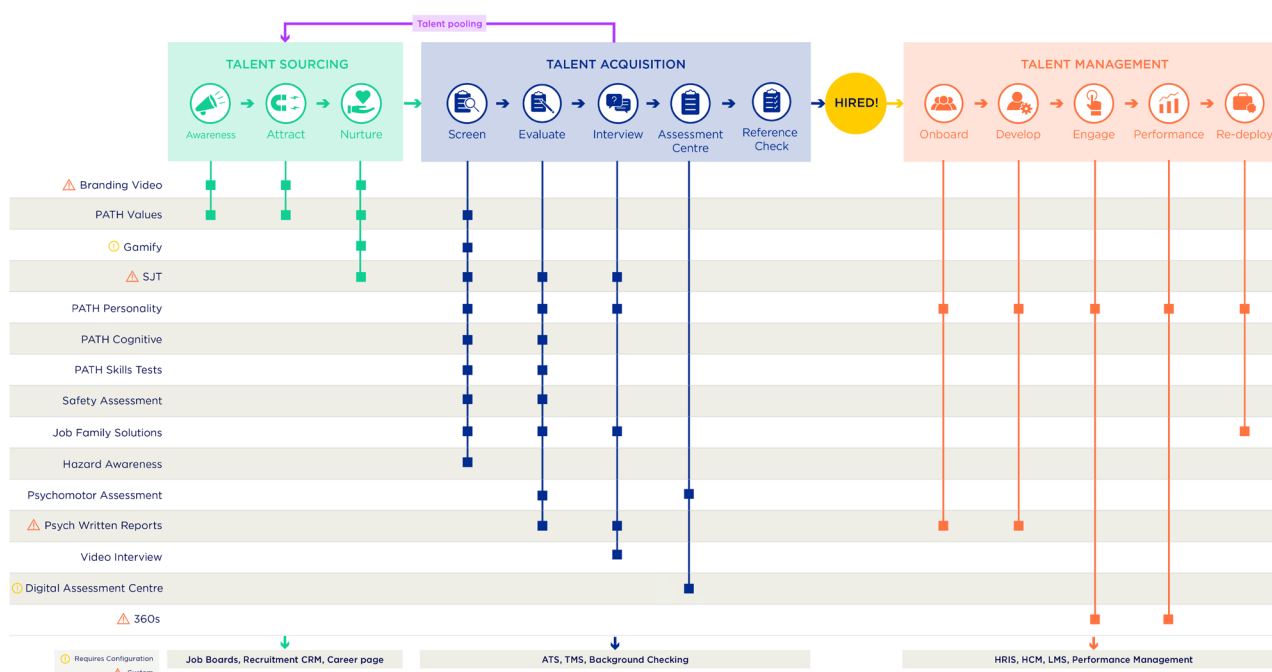 Talent pooling
TALENT SOURCING
TALENT ACQUISITION
TALENT MANAGEMENT
HIRED!
Awareness
Attract
Nurture
Screen
Evaluate
Interview
Assessment
Centre
Reference
Check
Onboard
Develop
Engage
Performance
Re-deploy
Branding Video
PATH Values
Gamify
SJT
PATH Personality
PATH Cognitive
PATH Skills Tests
Safety Assessment
Job Family Solutions
Hazard Awareness
Psychomotor Assessment
Psych Written Reports
Video Interview
Digital Assessment Centre
360s
Requires Configuration
Custom
Job Boards, Recruitment CRM, Career page
ATS, TMS, Background Checking
HRIS, HCM, LMS, Performance Management